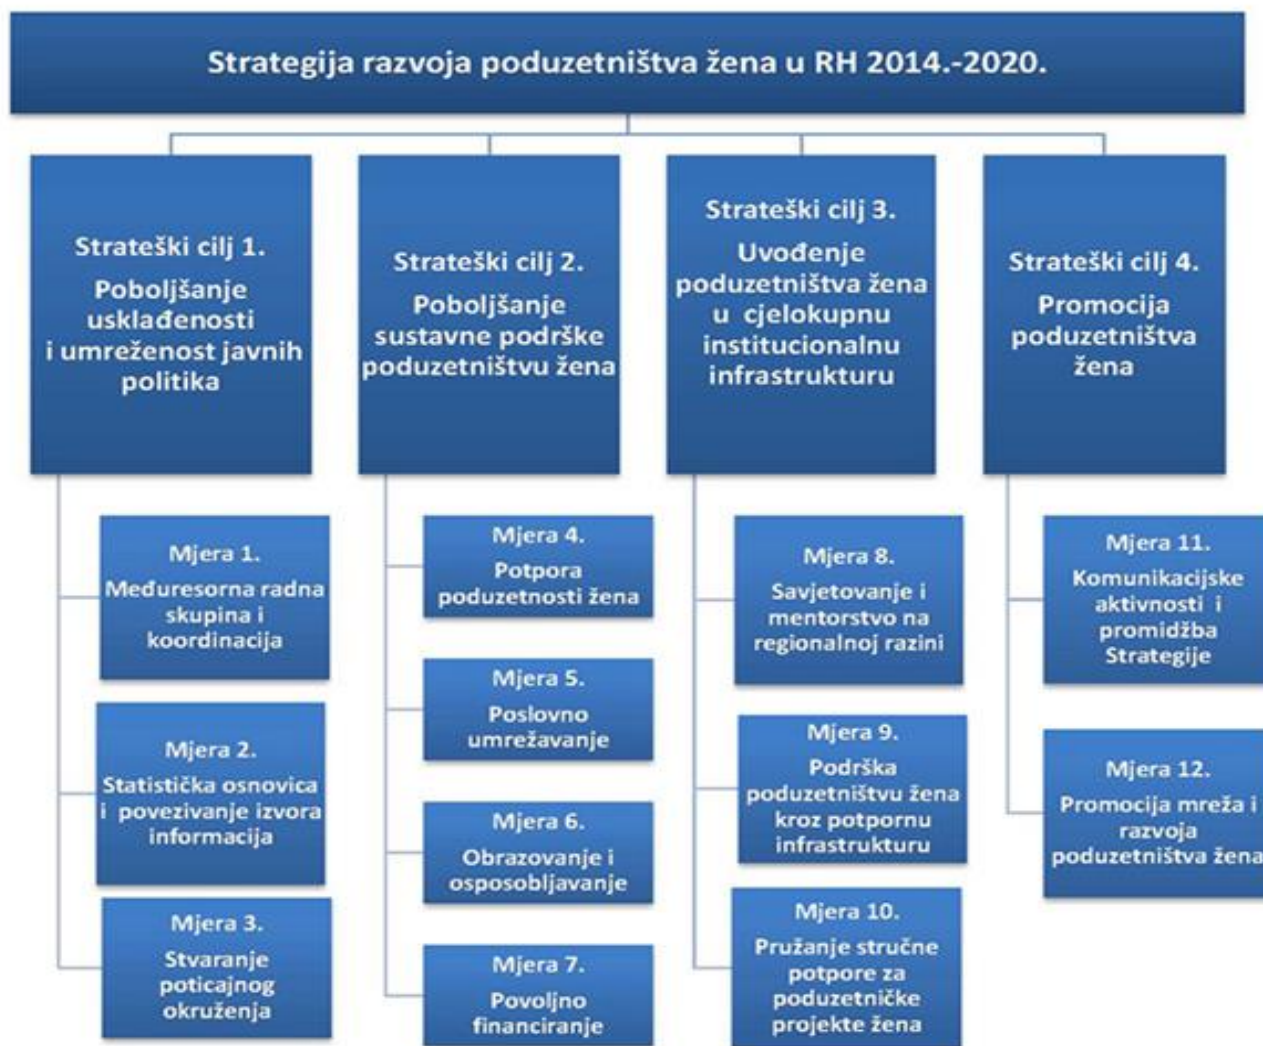 Strategija razvoja poduzetništva žena u RH 2014.-2020.
Strateški cilj 1.
Poboljšanje
usklađenosti
i umreženost javnih
politika
Mjera 1.
Međuresorna radna
skupina i
koordinacija
Mjera 2.
Statistička osnovica
i povezivanje izvora
informacija
Mjera 3.
Stvaranje
poticajnog
okruženja
Strateški cilj 2.
Poboljšanje
sustavne podrške
poduzetništvu žena
Mjera 4.
Potpora
poduzetnosti žena
Mjera 5.
Poslovno
umrežavanje
Mjera 6.
Obrazovanje i
osposobljavanje
Mjera 7.
Povoljno
financiranje
Strateški cilj 3.
Uvođenje
poduzetništva žena
u cjelokupnu
institucionalnu
infrastrukturu
Mjera 8.
Savjetovanje i
mentorstvo na
regionalnoj razini
Mjera 9.
Podrška
poduzetništvu žena
kroz potpornu
infrastrukturu
Mjera 10.
Pružanje stručne
potpore za
poduzetničke
projekte žena
Strateški cilj 4.
Promocija
poduzetništva
žena
Mjera 11.
Komunikacijske
aktivnosti i
promidžba
Strategije
Mjera 12.
Promocija mreža i
razvoja
poduzetništva žena